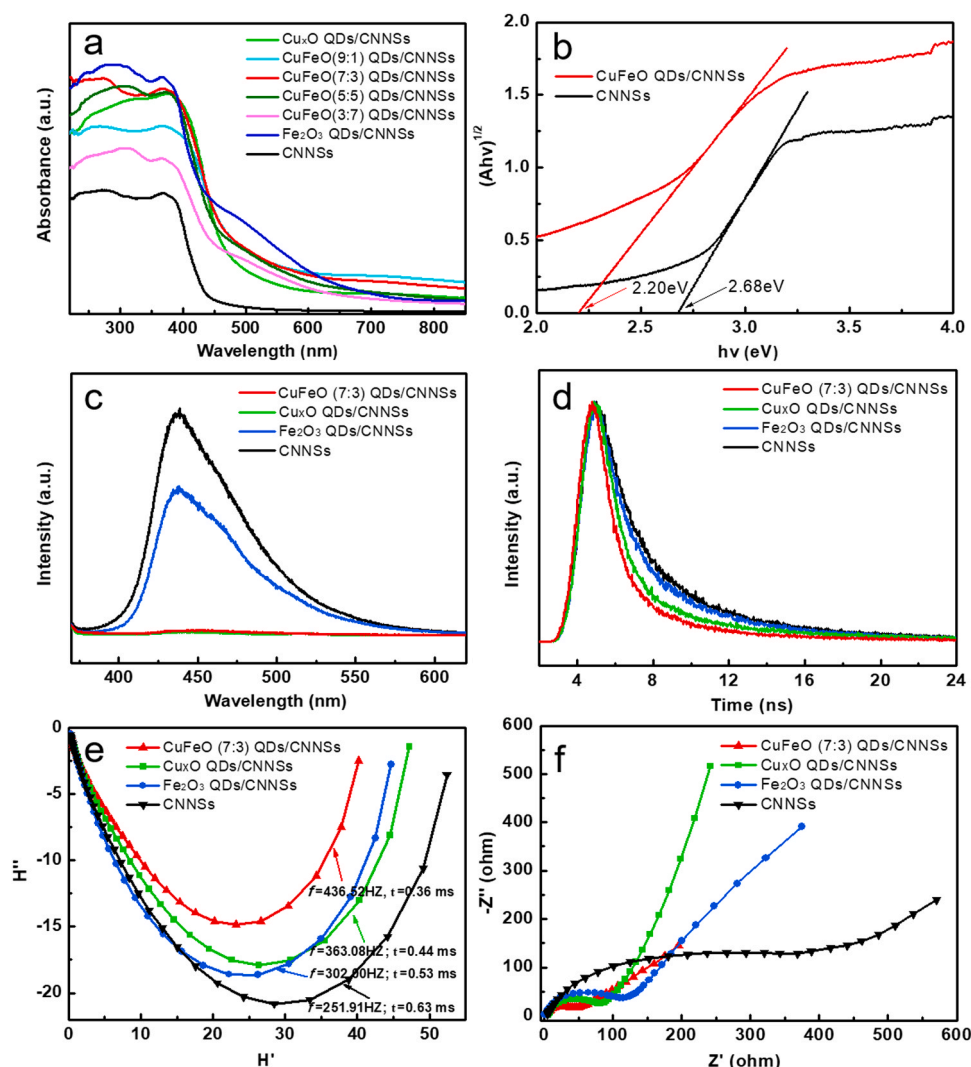 a
CuxO QDs/CNNSs
CuFeO(9:1) QDs/CNNSs
CuFeO(7:3) QDs/CNNSs
CuFeO(5:5) QDs/CNNSs
CuFeO(3:7) QDs/CNNSs
Fe2O3 QDs/CNNSs
CNNSs
Absorbance (a.u.)
300 400 500 600 700 800
Wavelength (nm)
b
CuFeO QDs/CNNSs
CNNSs
(Ahv)1/2
2.0
1.5
1.0
0.5
0.0
2.20eV
2.68eV
2.0 2.5 3.0 3.5 4.0
hv (eV)
c
CuFeO (7:3) QDs/CNNSs
CuxO QDs/CNNSs
Fe2O3 QDs/CNNSs
CNNSs
Intensity (a.u.)
400 450 500 550 600
Wavelength (nm)
d
CuFeO (7:3) QDs/CNNSs
CuxO QDs/CNNSs
Fe2O3 QDs/CNNSs
CNNSs
Intensity (a.u.)
4 8 12 16 20 24
Time (ns)
e
CuFeO (7:3) QDs/CNNSs
CuxO QDs/CNNSs
Fe2O3 QDs/CNNSs
CNNSs
H''
0
-5
-10
-15
-20
f=436.52HZ, τ=0.36 ms
f=363.08HZ; τ=0.44 ms
f=302.00HZ; τ=0.53 ms
f=251.91HZ; τ=0.63 ms
0 10 20 30 40 50
H'
f
CuFeO (7:3) QDs/CNNSs
CuxO QDs/CNNSs
Fe2O3 QDs/CNNSs
CNNSs
-Z'' (ohm)
600
500
400
300
200
100
0
0 100 200 300 400 500 600
Z' (ohm)